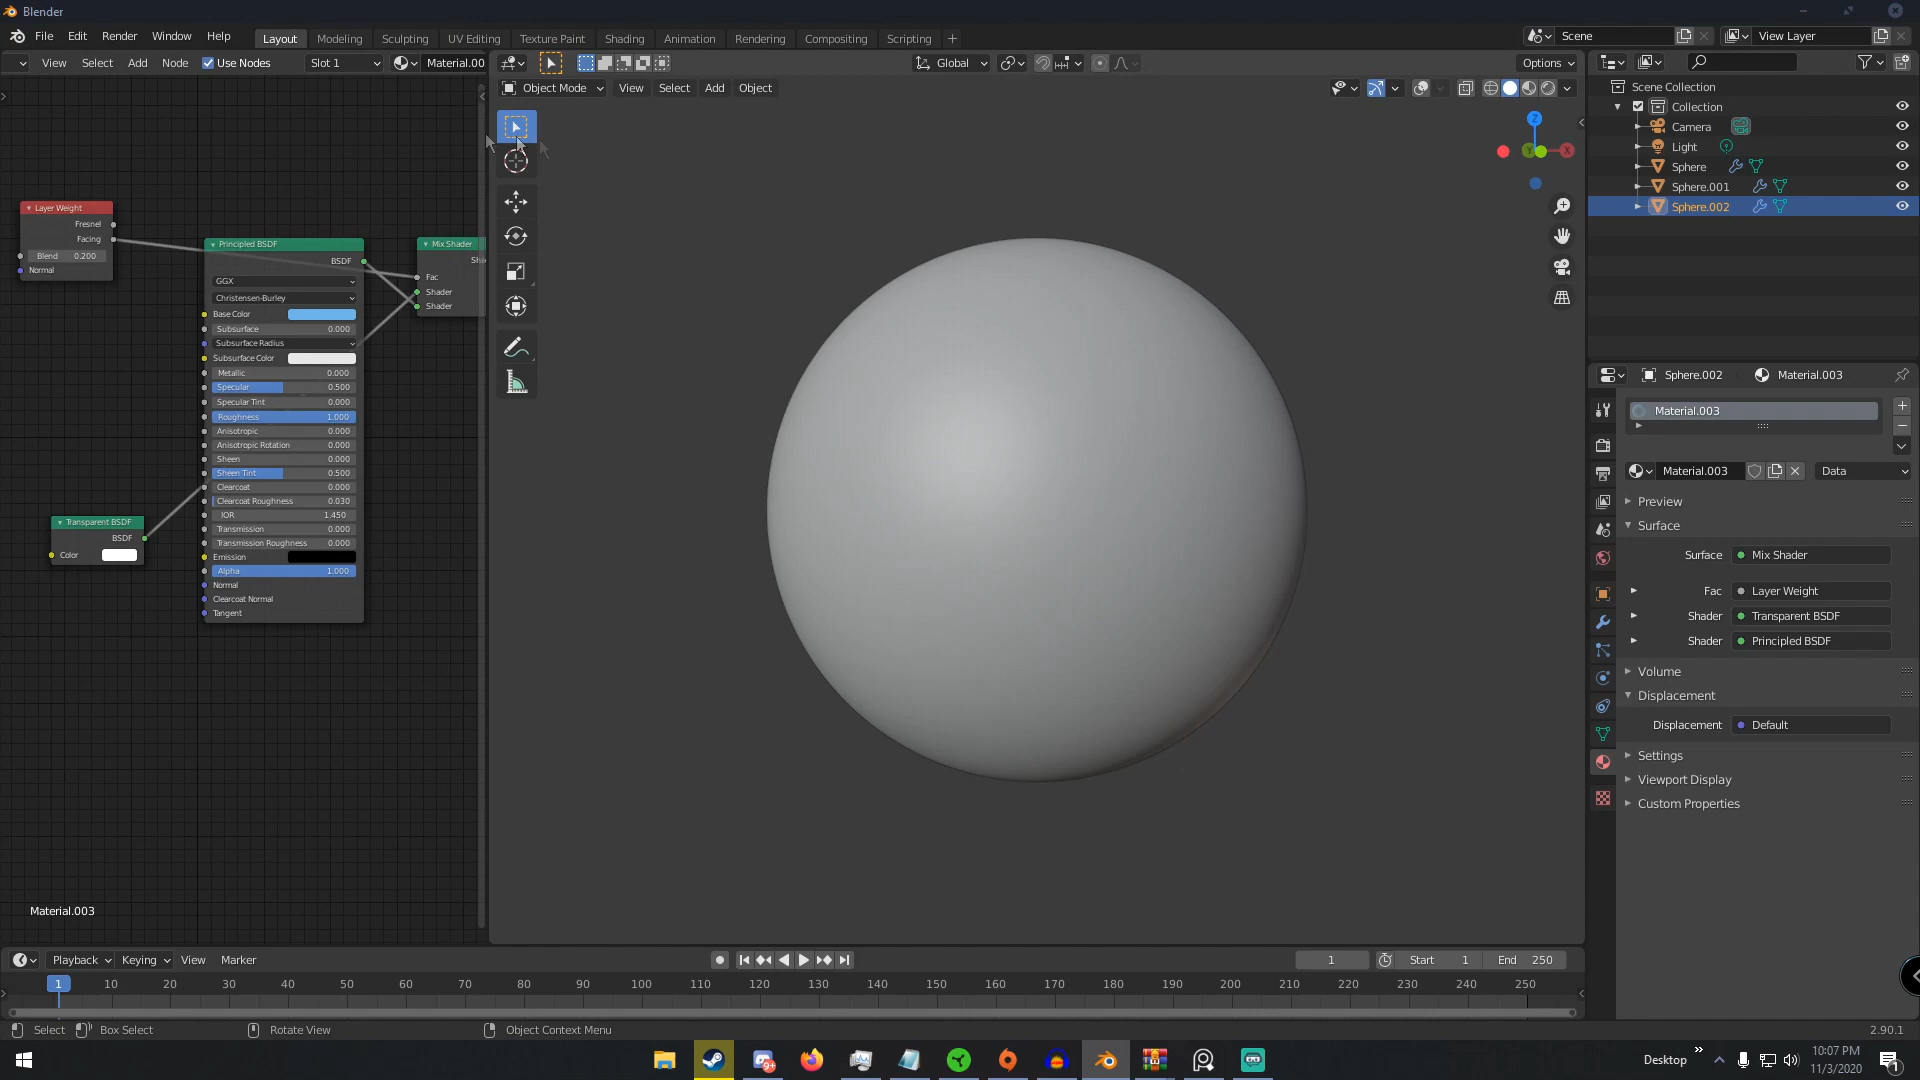 Blender
File Edit Render Window Help
Layout Modeling Sculpting UV Editing Texture Paint Shading Animation Rendering Compositing Scripting
Scene
View Layer
View Select Add Node Use Nodes Slot 1 Material.00
Global
Options
Object Mode View Select Add Object
Scene Collection
Collection
Camera
Light
Sphere
Sphere.001
Sphere.002
Z
Y
X
Layer Weight
Fresnel
Facing
Blend 0.200
Normal
Principled BSDF
BSDF
GGX
Christensen-Burley
Base Color
Subsurface 0.000
Subsurface Radius
Subsurface Color
Metallic 0.000
Specular 0.500
Specular Tint 0.000
Roughness 1.000
Anisotropic 0.000
Anisotropic Rotation 0.000
Sheen 0.000
Sheen Tint 0.500
Clearcoat 0.000
Clearcoat Roughness 0.030
IOR 1.450
Transmission 0.000
Transmission Roughness 0.000
Emission
Alpha 1.000
Normal
Clearcoat Normal
Tangent
Mix Shader
Sha
Fac
Shader
Shader
Transparent BSDF
BSDF
Color
Material.003
Sphere.002 Material.003
Material.003
Material.003 Data
Preview
Surface
Surface Mix Shader
Fac Layer Weight
Shader Transparent BSDF
Shader Principled BSDF
Volume
Displacement
Displacement Default
Settings
Viewport Display
Custom Properties
Playback Keying View Marker
1 Start 1 End 250
1 10 20 30 40 50 60 70 80 90 100 110 120 130 140 150 160 170 180 190 200 210 220 230 240 250
Select Box Select Rotate View Object Context Menu 2.90.1
9+
Desktop
10:07 PM
11/3/2020
1